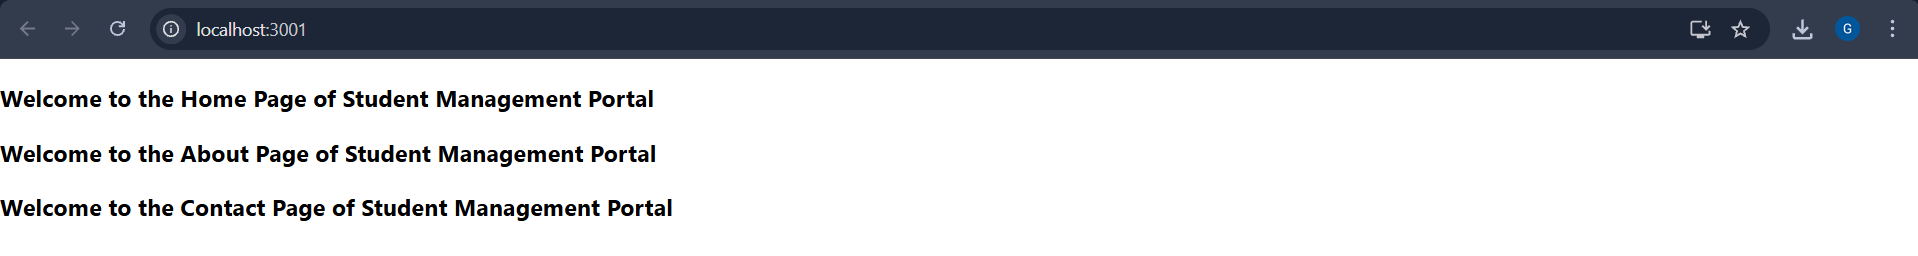 localhost:3001
G
Welcome to the Home Page of Student Management Portal
Welcome to the About Page of Student Management Portal
Welcome to the Contact Page of Student Management Portal